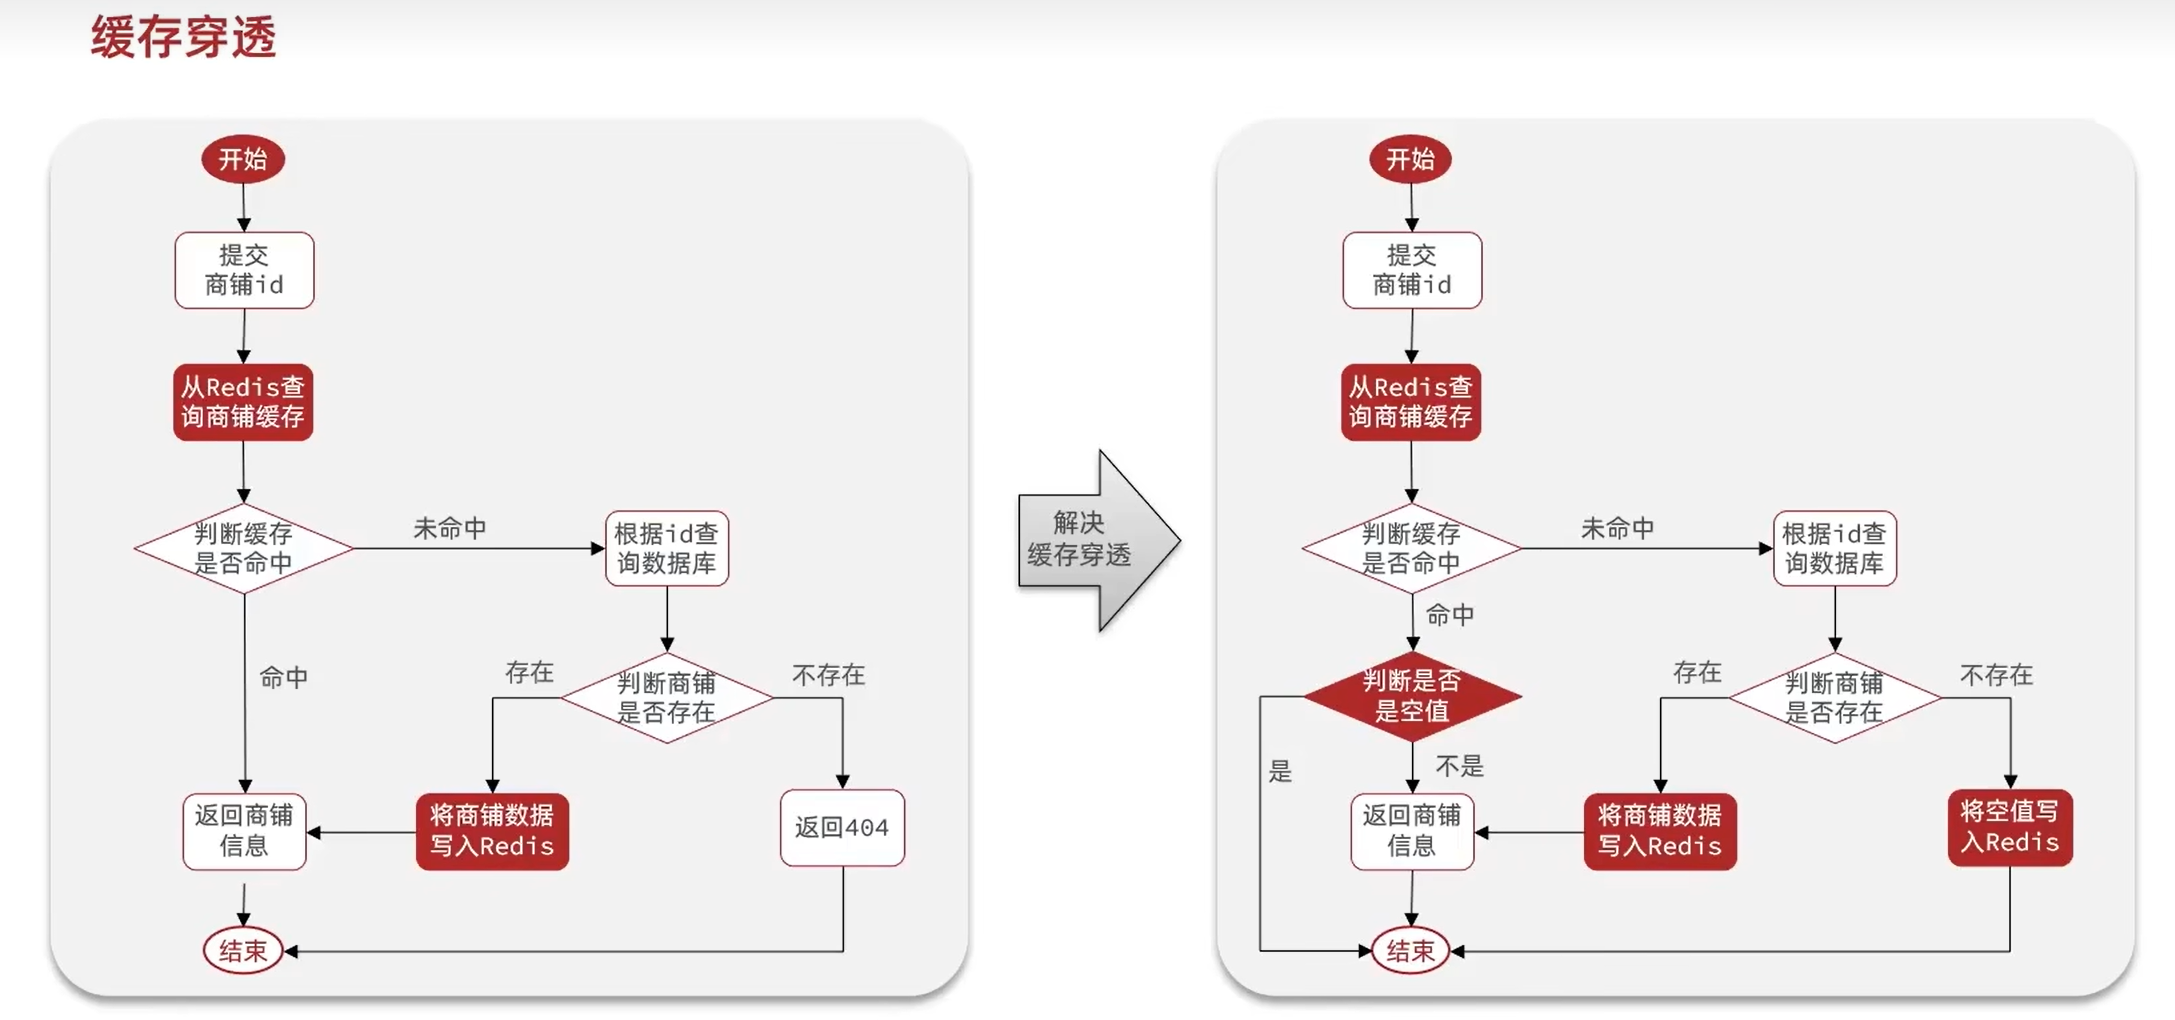 缓存穿透
开始
提交
商铺id
从Redis查
询商铺缓存
判断缓存
是否命中
未命中
根据id查
询数据库
命中
存在
判断商铺
是否存在
不存在
返回商铺
信息
将商铺数据
写入Redis
返回404
结束
解决
缓存穿透
开始
提交
商铺id
从Redis查
询商铺缓存
判断缓存
是否命中
未命中
根据id查
询数据库
命中
判断是否
是空值
存在
判断商铺
是否存在
不存在
是
不是
返回商铺
信息
将商铺数据
写入Redis
将空值写
入Redis
结束